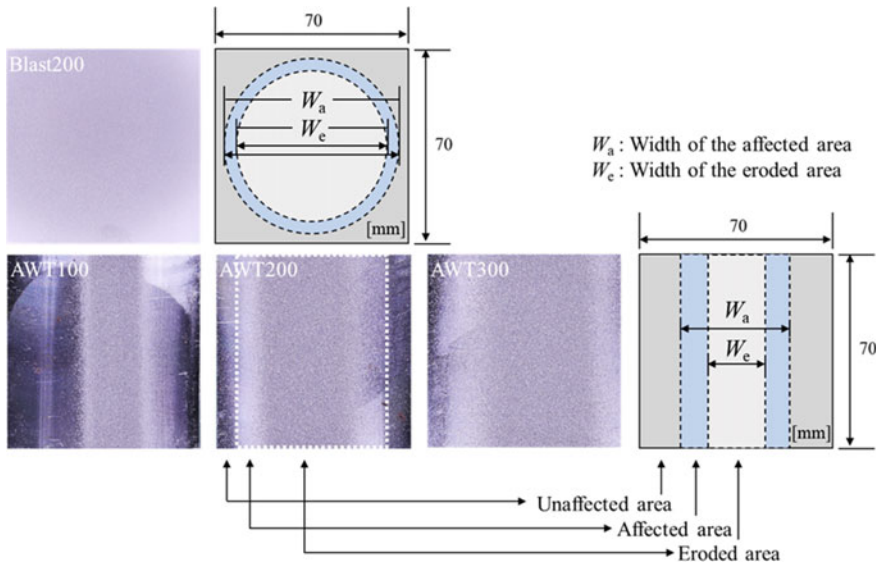 70
Blast200
Wa
We
70
[mm]
Wa : Width of the affected area
We : Width of the eroded area
70
AWT100
AWT200
AWT300
Wa
We
70
[mm]
Unaffected area
Affected area
Eroded area